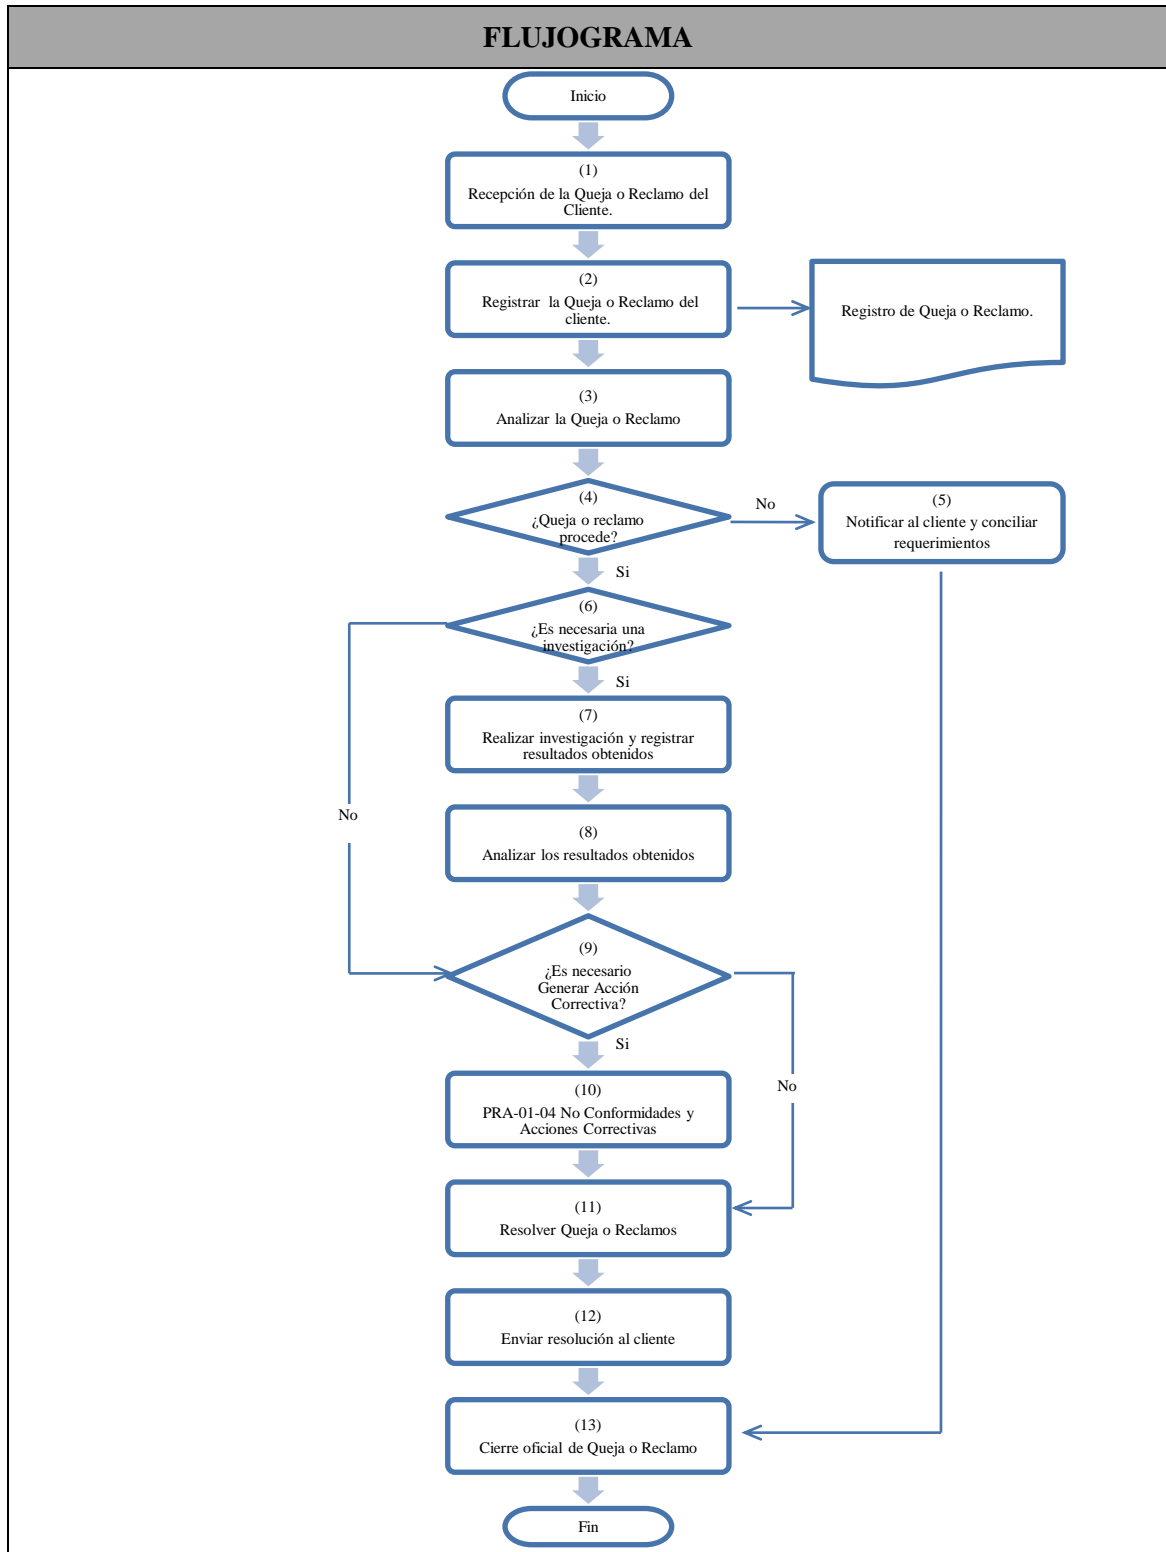 FLUJOGRAMA
Inicio
(1)
Recepción de la Queja o Reclamo del
Cliente.
(2)
Registrar la Queja o Reclamo del
cliente.
Registro de Queja o Reclamo.
(3)
Analizar la Queja o Reclamo
(4)
¿Queja o reclamo
procede?
No
(5)
Notificar al cliente y conciliar
requerimientos
Si
(6)
¿Es necesaria una
investigación?
Si
(7)
Realizar investigación y registrar
resultados obtenidos
No
(8)
Analizar los resultados obtenidos
(9)
¿Es necesario
Generar Acción
Correctiva?
Si
No
(10)
PRA-01-04 No Conformidades y
Acciones Correctivas
(11)
Resolver Queja o Reclamos
(12)
Enviar resolución al cliente
(13)
Cierre oficial de Queja o Reclamo
Fin